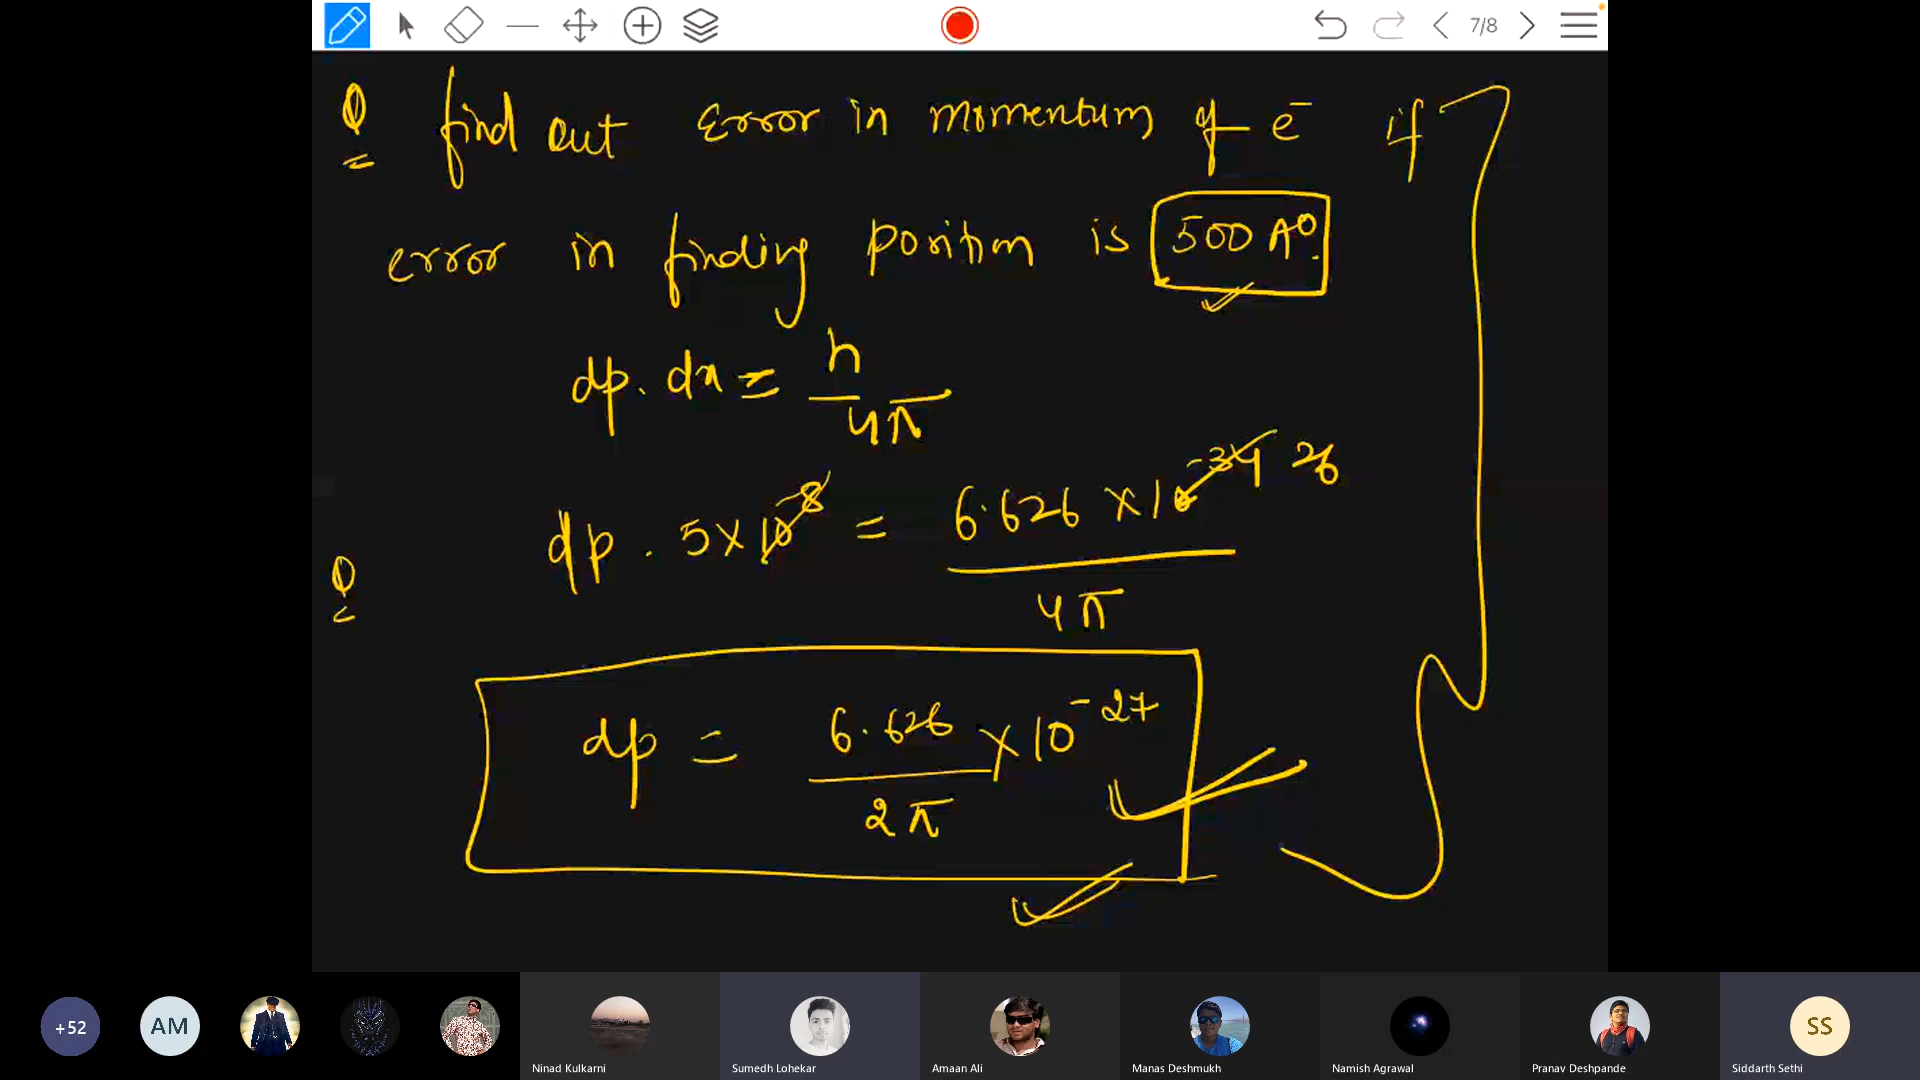 7/8
Q find out error in momentum of e⁻ if
error in finding position is 500 A°.
dp. dx = h / 4π
dp . 5×10⁻⁸ = 6.626 ×10⁻³⁴ 26 / 4π
Q
dp = 6.626 / 2π ×10⁻²⁷
+52
AM
SS
Ninad Kulkarni
Sumedh Lohekar
Amaan Ali
Manas Deshmukh
Namish Agrawal
Pranav Deshpande
Siddarth Sethi